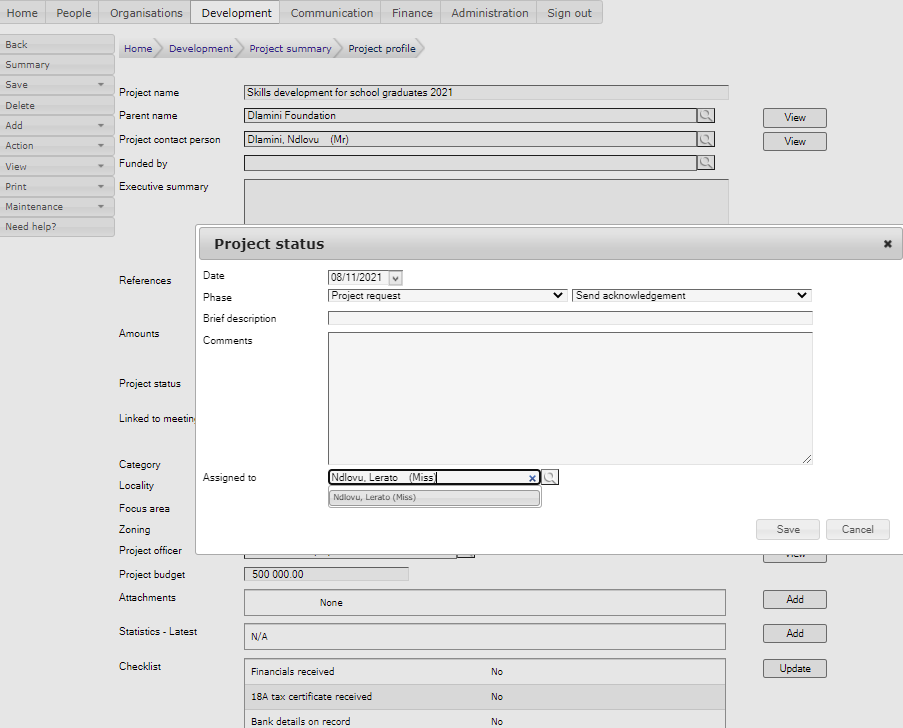 Home People Organisations Development Communication Finance Administration Sign out
Back
Summary
Save
Delete
Add
Action
View
Print
Maintenance
Need help?
Home Development Project summary Project profile
Project name Skills development for school graduates 2021
Parent name Dlamini Foundation View
Project contact person Dlamini, Ndlovu (Mr) View
Funded by
Executive summary
References
Amounts
Project status
Linked to meeting
Category
Locality
Focus area
Zoning
Project officer View
Project status
Date 08/11/2021
Phase Project request Send acknowledgement
Brief description
Comments
Assigned to Ndlovu, Lerato (Miss) x
Ndlovu, Lerato (Miss)
Save Cancel
Project budget 500 000.00
Attachments None Add
Statistics - Latest N/A Add
Checklist Financials received No Update
18A tax certificate received No
Bank details on record No